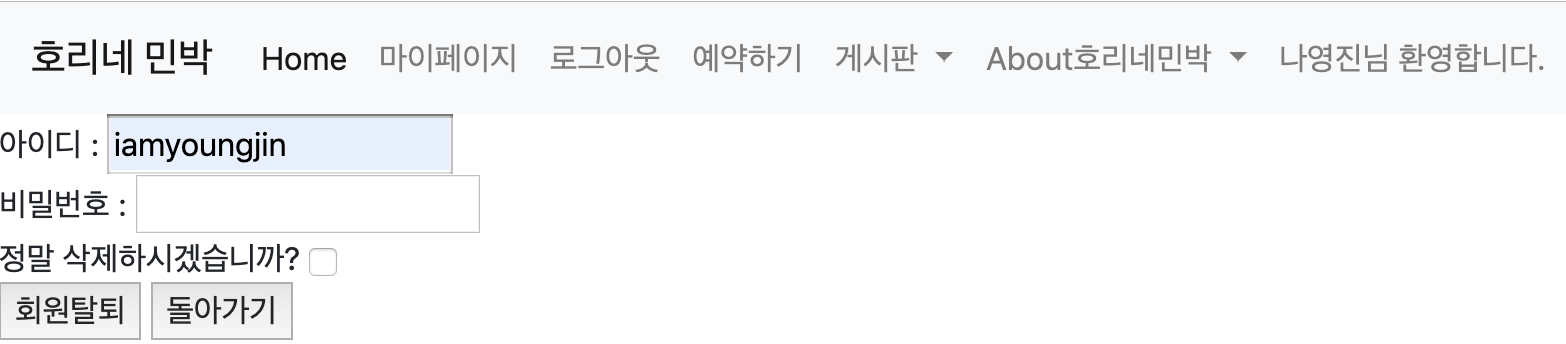 호리네 민박 Home 마이페이지 로그아웃 예약하기 게시판 About호리네민박 나영진님 환영합니다.
아이디 : iamyoungjin
비밀번호 :
정말 삭제하시겠습니까?
회원탈퇴 돌아가기